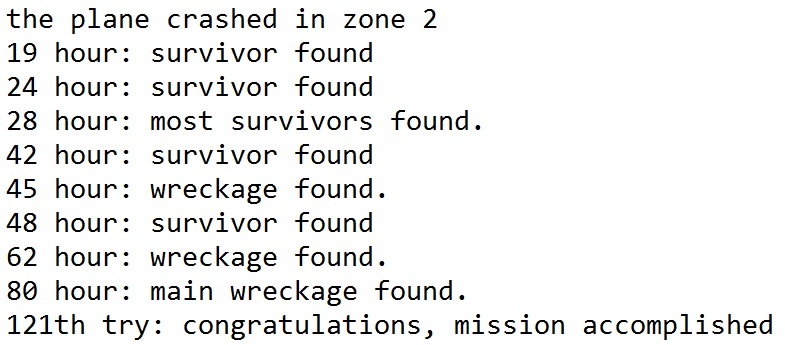 the plane crashed in zone 2
19 hour: survivor found
24 hour: survivor found
28 hour: most survivors found.
42 hour: survivor found
45 hour: wreckage found.
48 hour: survivor found
62 hour: wreckage found.
80 hour: main wreckage found.
121th try: congratulations, mission accomplished